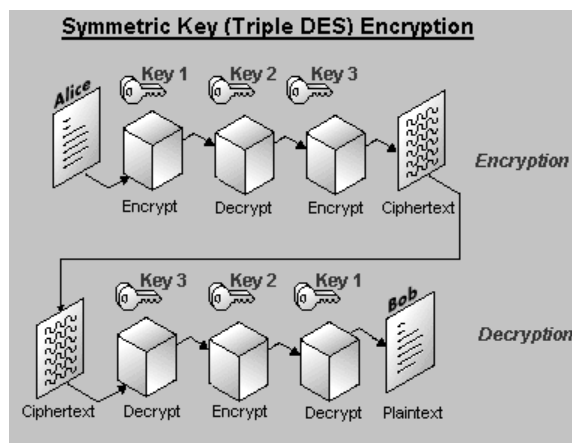 Symmetric Key (Triple DES) Encryption
Key 1 Key 2 Key 3
Alice
Encrypt Decrypt Encrypt Ciphertext
Encryption
Key 3 Key 2 Key 1
Bob
Decryption
Ciphertext Decrypt Encrypt Decrypt Plaintext